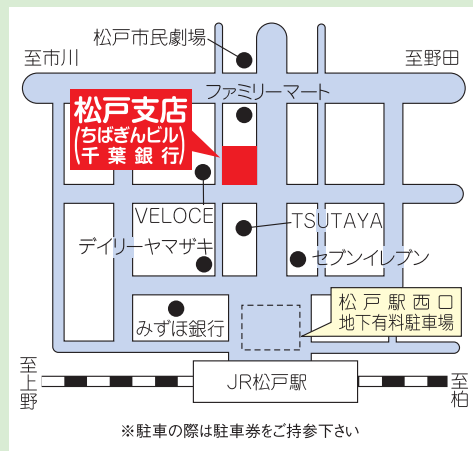 松戸市民劇場
至市川
至野田
ファミリーマート
松戸支店
(ちばぎんビル)
(千葉銀行)
VELOCE
TSUTAYA
デイリーヤマザキ
セブンイレブン
松戸駅西口
地下有料駐車場
みずほ銀行
至上野
JR松戸駅
至柏
※駐車の際は駐車券をご持参下さい